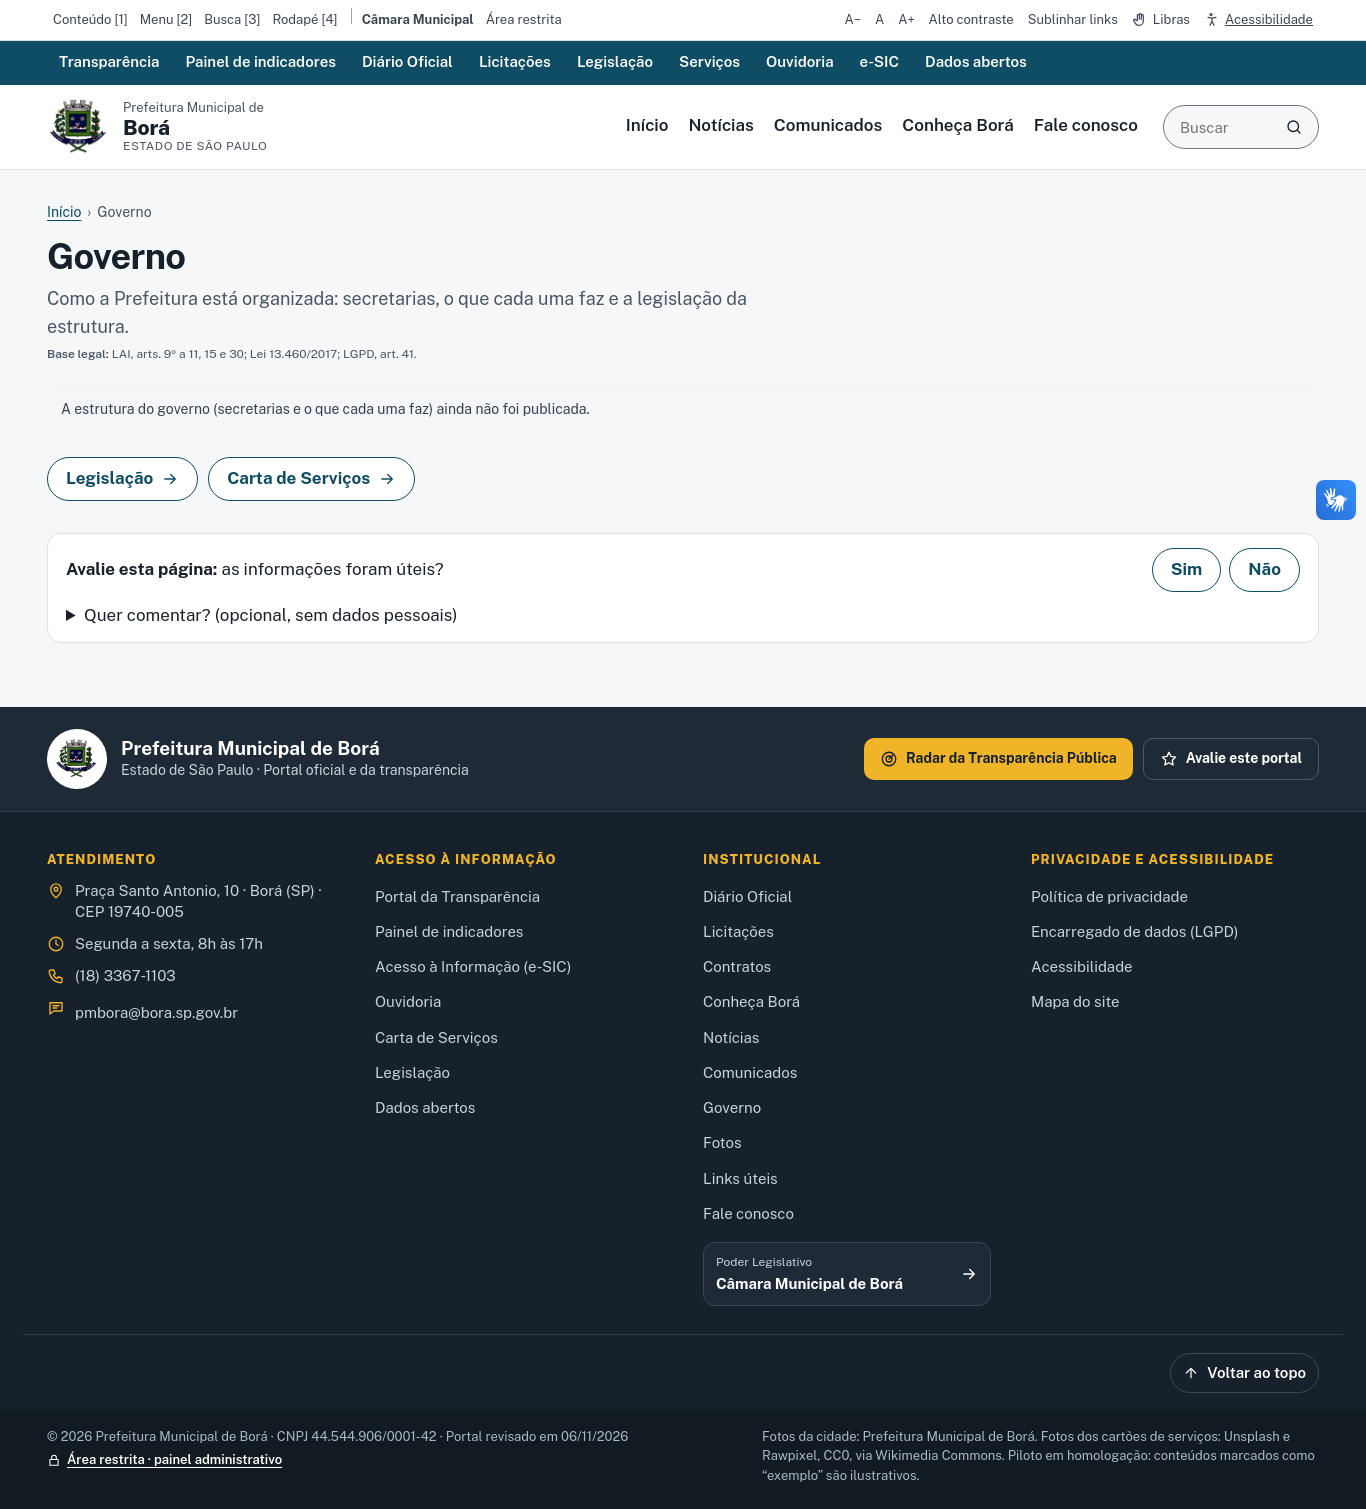 Conteúdo [1] Menu [2] Busca [3] Rodapé [4] Câmara Municipal Área restrita A− A A+ Alto contraste Sublinhar links Libras Acessibilidade
Transparência Painel de indicadores Diário Oficial Licitações Legislação Serviços Ouvidoria e-SIC Dados abertos
Prefeitura Municipal de
Borá
ESTADO DE SÃO PAULO
Início Notícias Comunicados Conheça Borá Fale conosco Buscar
Início › Governo
Governo
Como a Prefeitura está organizada: secretarias, o que cada uma faz e a legislação da
estrutura.
Base legal: LAI, arts. 9º a 11, 15 e 30; Lei 13.460/2017; LGPD, art. 41.
A estrutura do governo (secretarias e o que cada uma faz) ainda não foi publicada.
Legislação → Carta de Serviços →
Avalie esta página: as informações foram úteis? Sim Não
Quer comentar? (opcional, sem dados pessoais)
Prefeitura Municipal de Borá
Estado de São Paulo · Portal oficial e da transparência
Radar da Transparência Pública Avalie este portal
ATENDIMENTO
Praça Santo Antonio, 10 · Borá (SP) ·
CEP 19740-005
Segunda a sexta, 8h às 17h
(18) 3367-1103
pmbora@bora.sp.gov.br
ACESSO À INFORMAÇÃO
Portal da Transparência
Painel de indicadores
Acesso à Informação (e-SIC)
Ouvidoria
Carta de Serviços
Legislação
Dados abertos
INSTITUCIONAL
Diário Oficial
Licitações
Contratos
Conheça Borá
Notícias
Comunicados
Governo
Fotos
Links úteis
Fale conosco
Poder Legislativo
Câmara Municipal de Borá →
PRIVACIDADE E ACESSIBILIDADE
Política de privacidade
Encarregado de dados (LGPD)
Acessibilidade
Mapa do site
↑ Voltar ao topo
© 2026 Prefeitura Municipal de Borá · CNPJ 44.544.906/0001-42 · Portal revisado em 06/11/2026
Área restrita · painel administrativo
Fotos da cidade: Prefeitura Municipal de Borá. Fotos dos cartões de serviços: Unsplash e
Rawpixel, CC0, via Wikimedia Commons. Piloto em homologação: conteúdos marcados como
“exemplo” são ilustrativos.